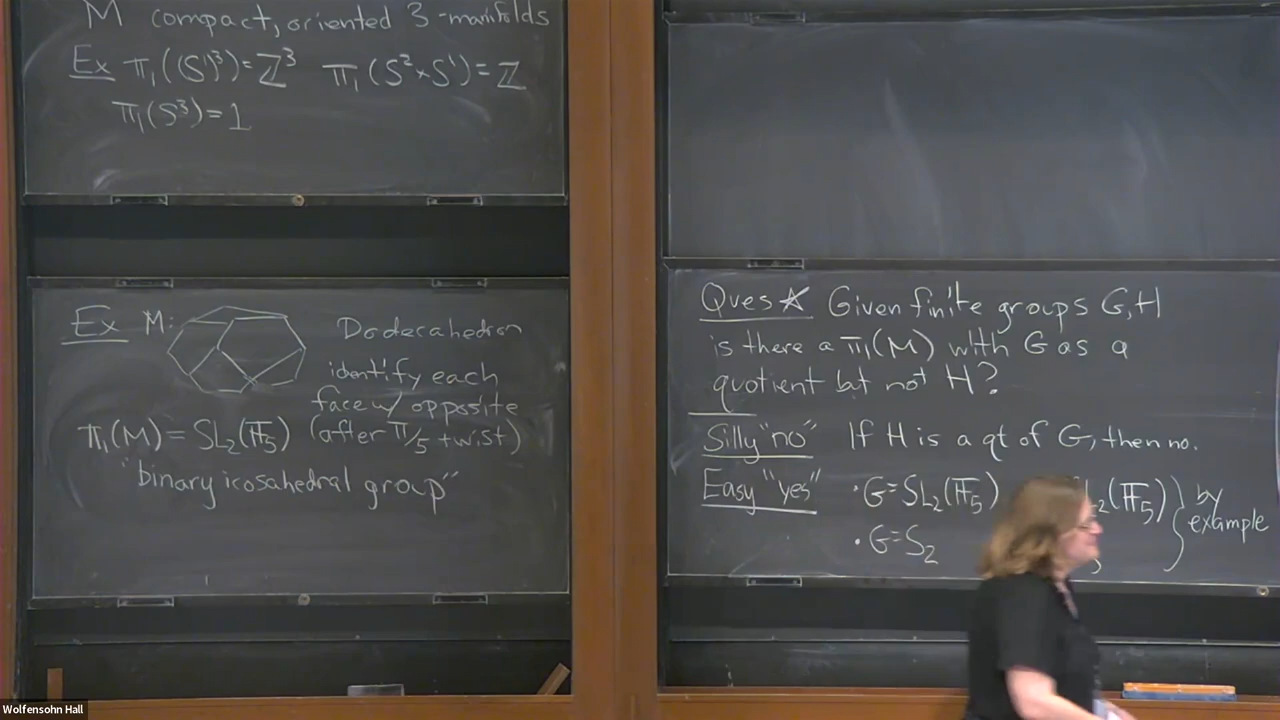 M compact, oriented 3-manifolds
Ex π₁((S¹)³)=ℤ³ π₁(S²×S¹)=ℤ
π₁(S³)=1
Ex M: Dodecahedron
identify each
face w/ opposite
π₁(M)=SL₂(𝔽₅) (after π/5 twist)
"binary icosahedral group"
Ques ☆ Given finite groups G,H
is there a π₁(M) with G as a
quotient but not H?
Silly "no" If H is a qt of G, then no.
Easy "yes" • G=SL₂(𝔽₅) L₂(𝔽₅) } by
example
• G=S₂
Wolfensohn Hall